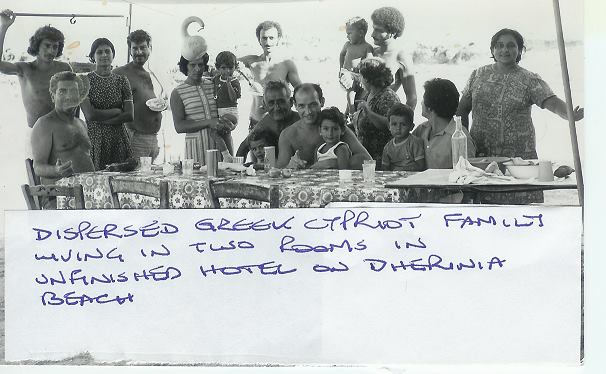 DISPERSED GREEK CYPRIOT FAMILY
LIVING IN TWO ROOMS IN
UNFINISHED HOTEL ON DHERINIA
BEACH